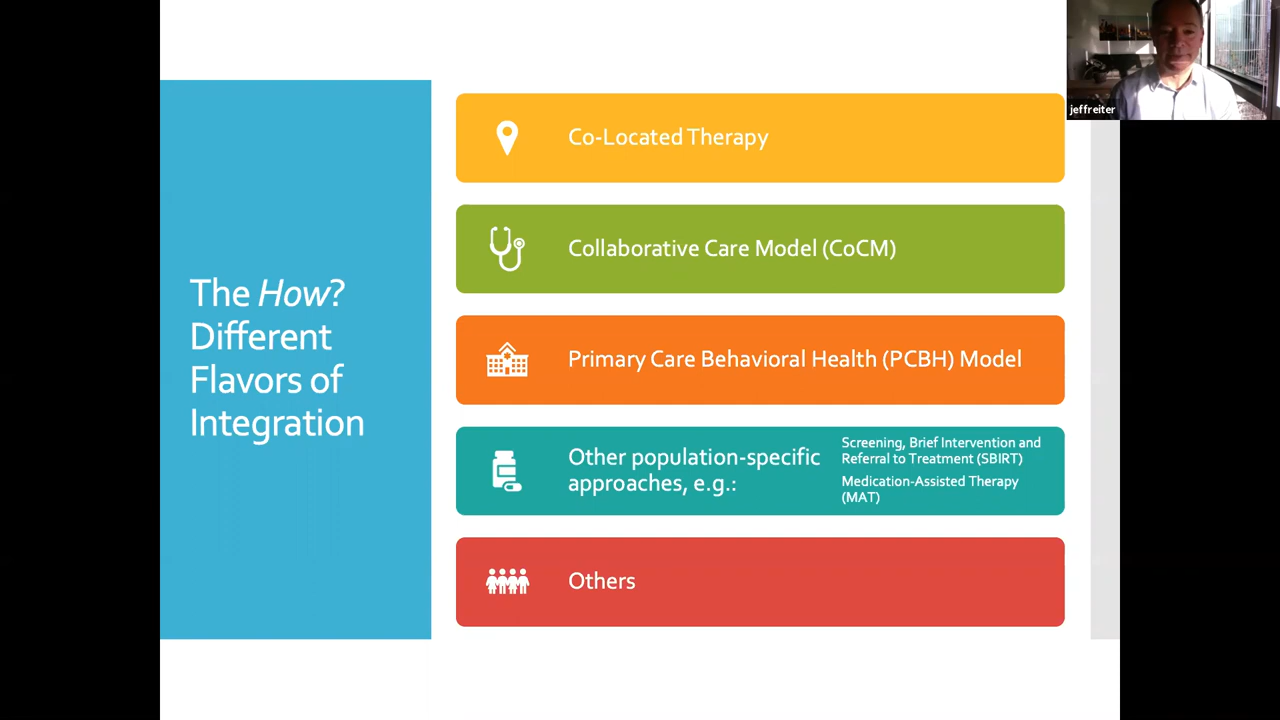 jeffreiter
The How?
Different
Flavors of
Integration
Co-Located Therapy
Collaborative Care Model (CoCM)
Primary Care Behavioral Health (PCBH) Model
Other population-specific
approaches, e.g.:
Screening, Brief Intervention and
Referral to Treatment (SBIRT)
Medication-Assisted Therapy
(MAT)
Others